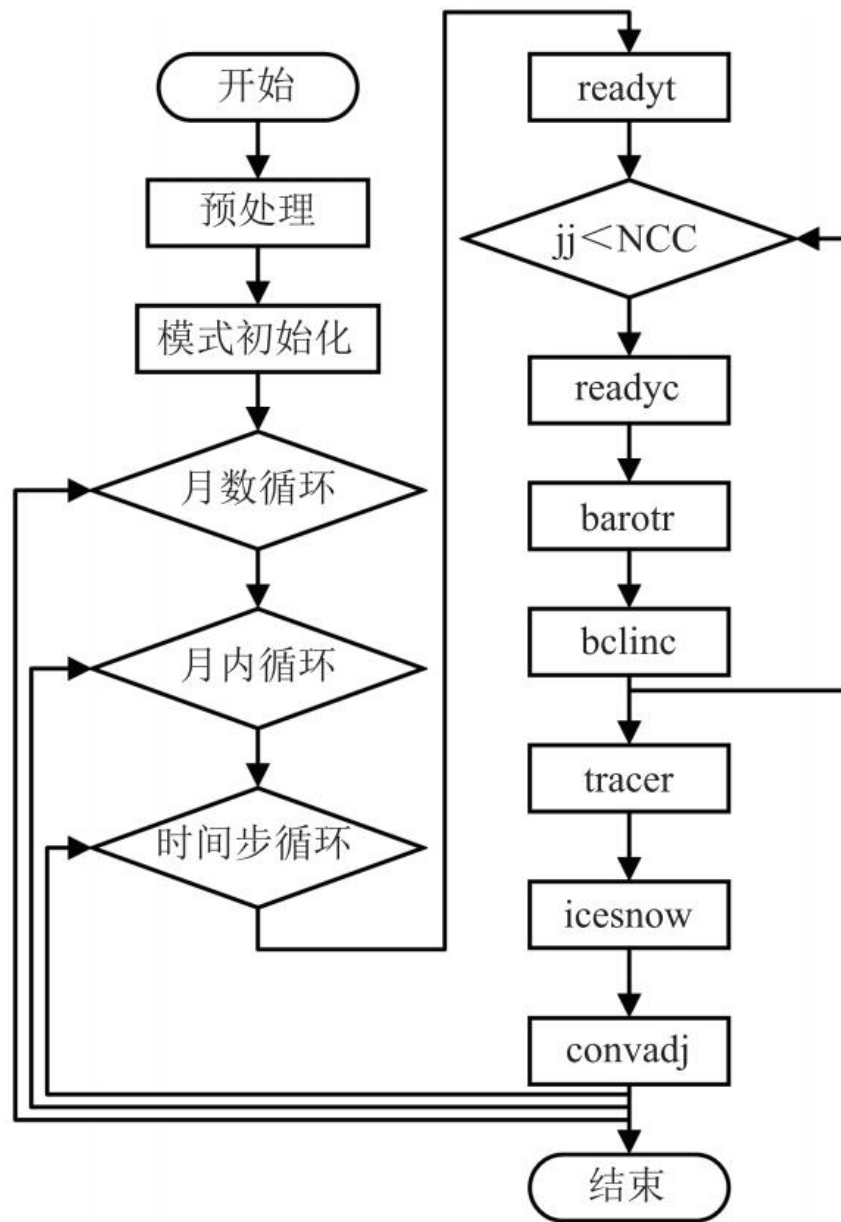 开始
预处理
模式初始化
月数循环
月内循环
时间步循环
readyt
jj＜NCC
readyc
barotr
bclinc
tracer
icesnow
convadj
结束